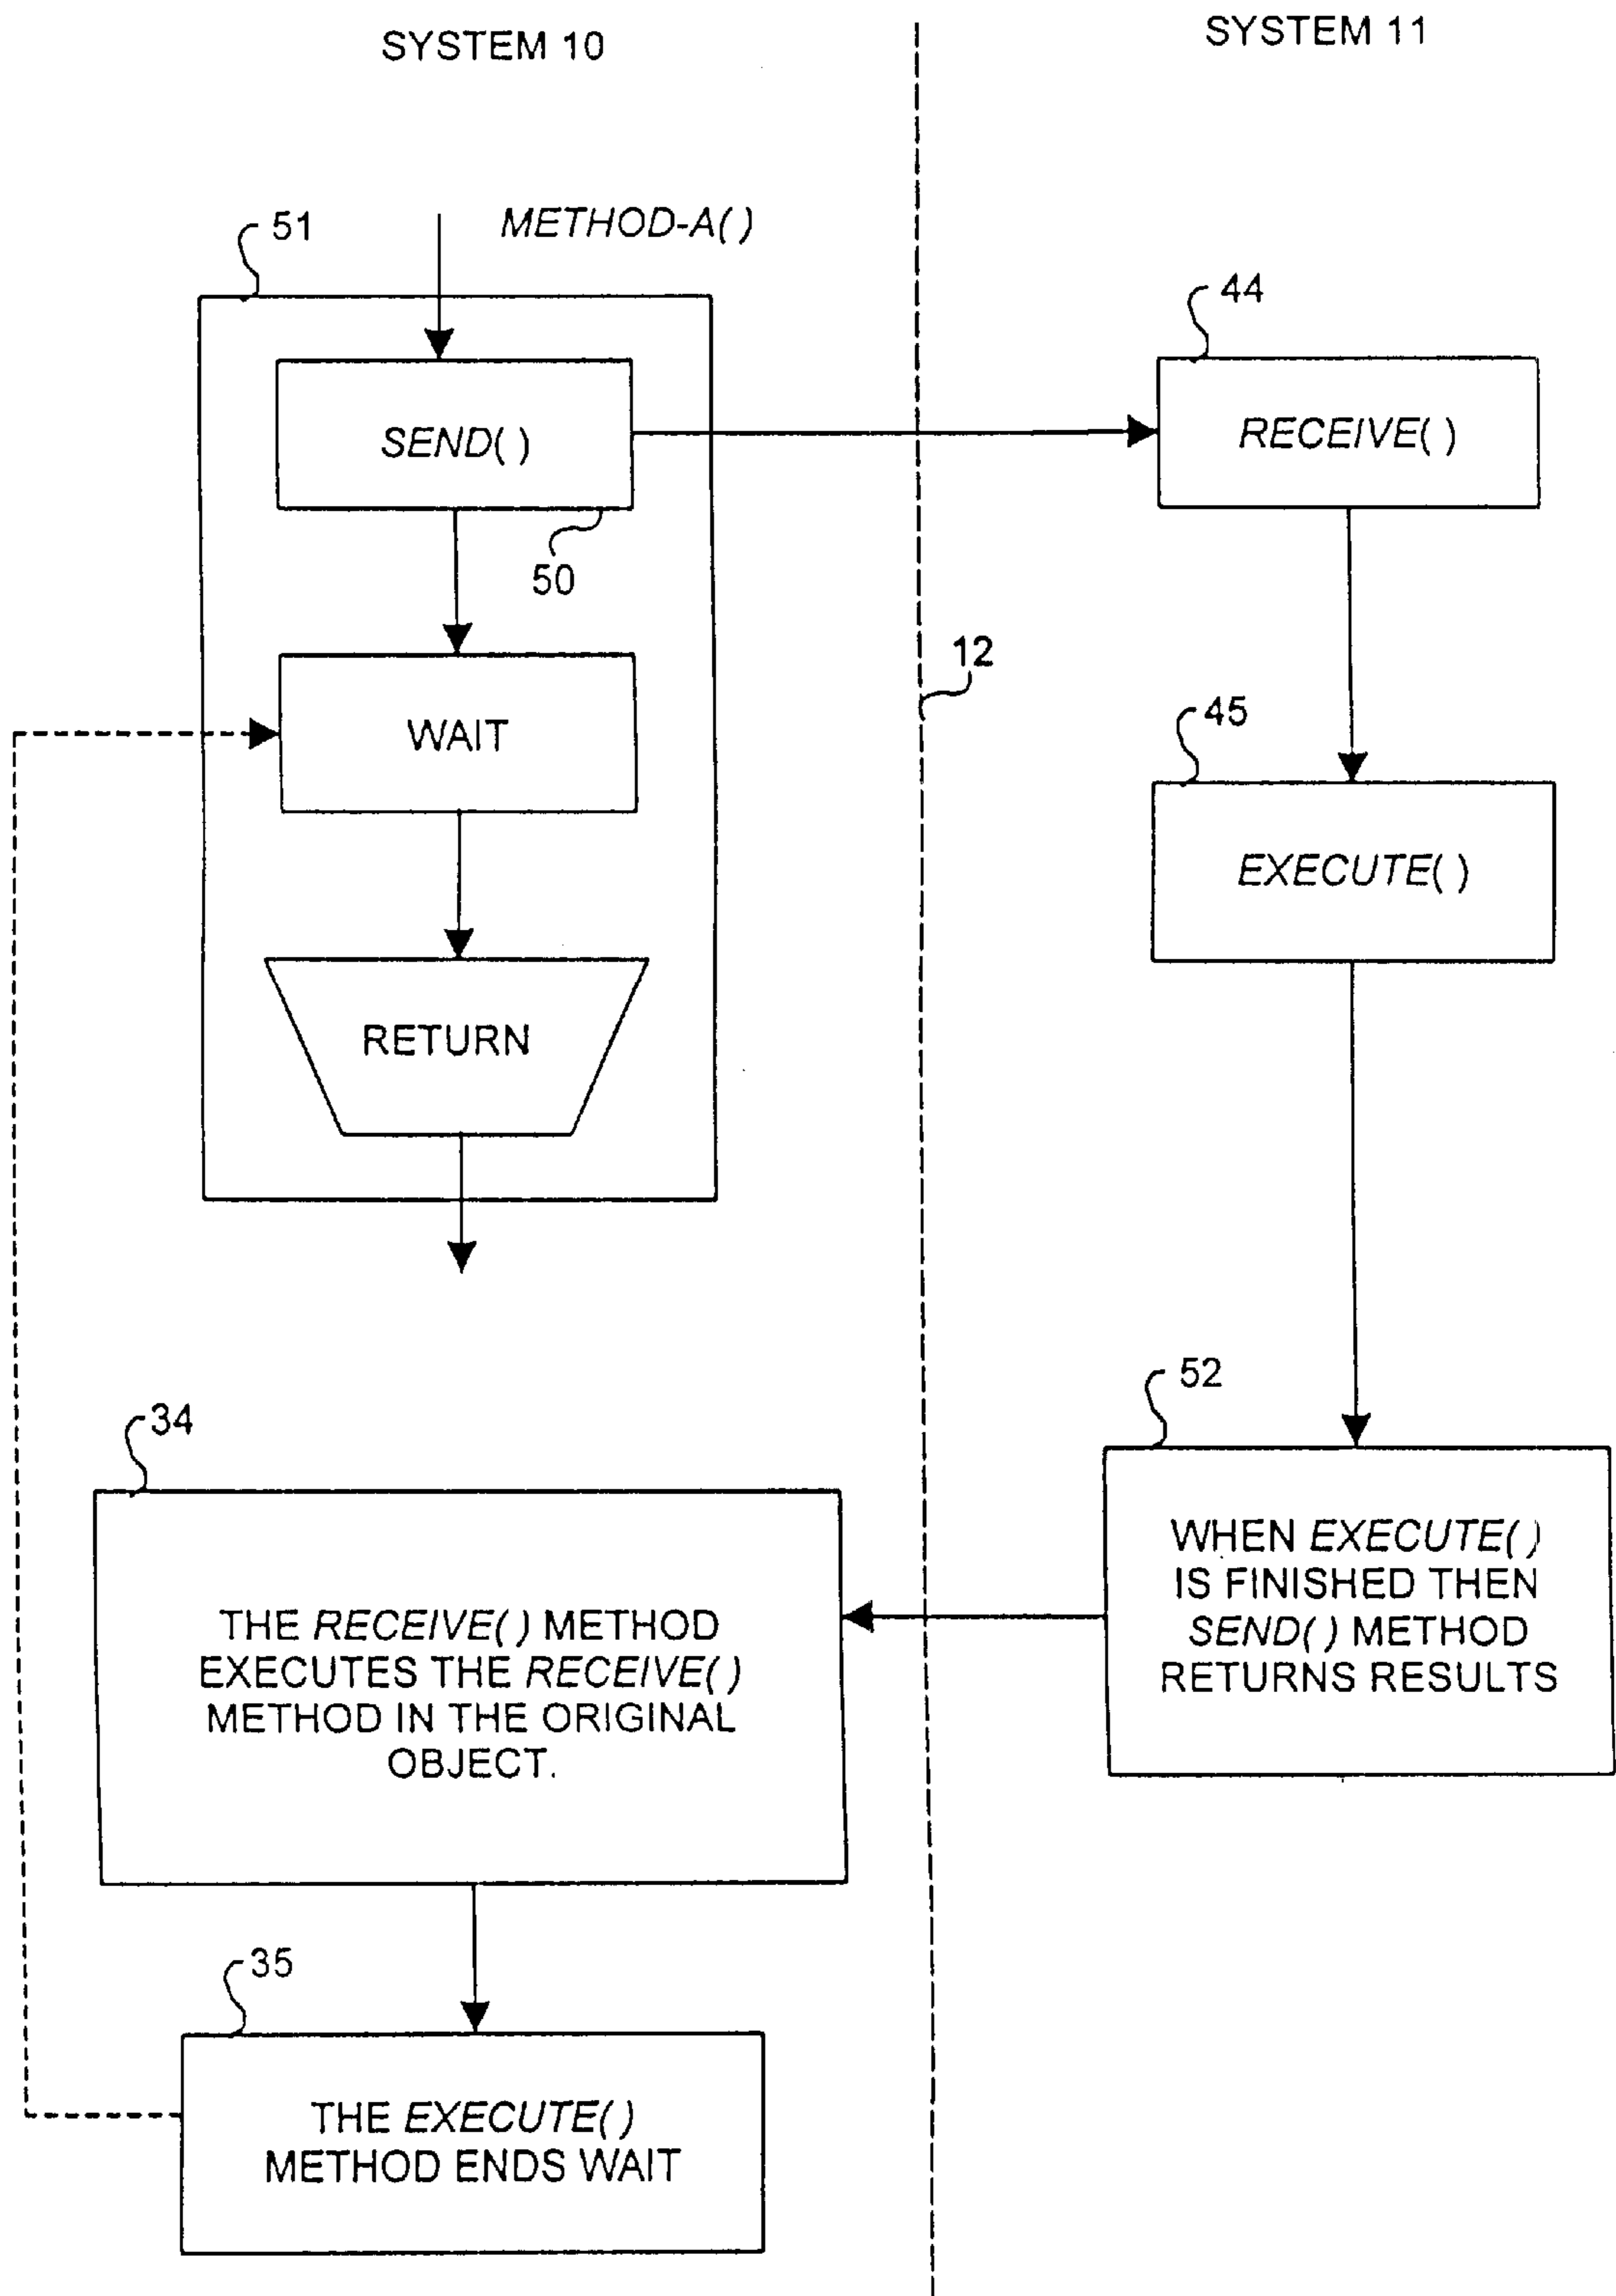 SYSTEM 10
SYSTEM 11
METHOD-A( )
51
44
SEND( )
RECEIVE( )
50
12
WAIT
45
EXECUTE( )
RETURN
52
34
WHEN EXECUTE( )
IS FINISHED THEN
SEND( ) METHOD
RETURNS RESULTS
THE RECEIVE( ) METHOD
EXECUTES THE RECEIVE( )
METHOD IN THE ORIGINAL
OBJECT.
35
THE EXECUTE( )
METHOD ENDS WAIT